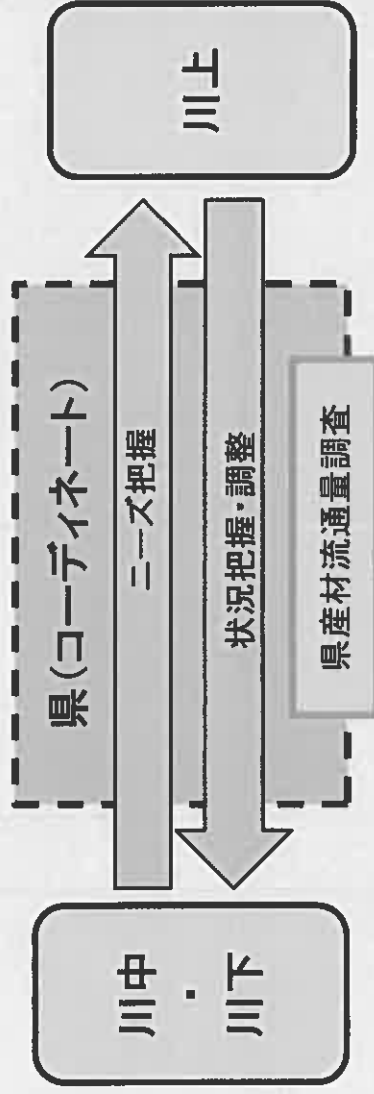 川中
・
川下
県(コーディネート)
ニーズ把握
状況把握・調整
県産材流通量調査
川上